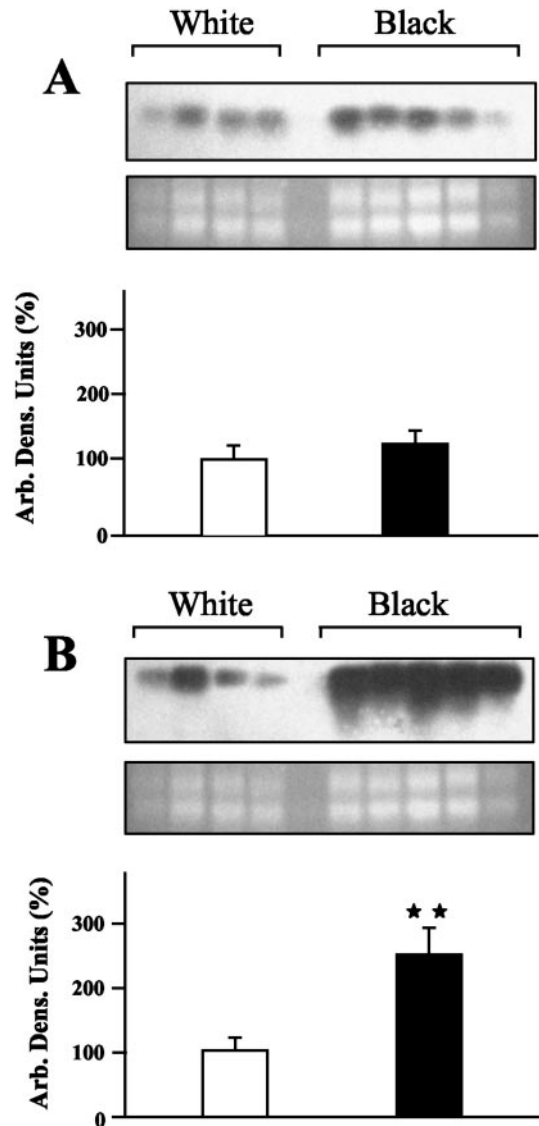 White Black
A
Arb. Dens. Units (%)
300
200
100
0
White Black
B
Arb. Dens. Units (%)
★ ★
300
200
100
0